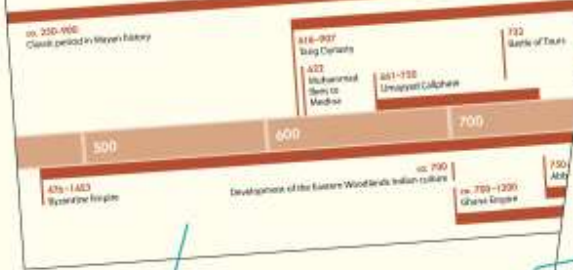 ca. 250–900
Classic period in Mayan history
618–907
Tang Dynasty
622
Muhammad
flees to
Medina
661–750
Umayyad Caliphate
732
Battle of Tours
500
600
700
476–1453
Byzantine Empire
ca. 700
Development of the Eastern Woodlands Indian culture
ca. 700–1200
Ghana Empire
750
Abb